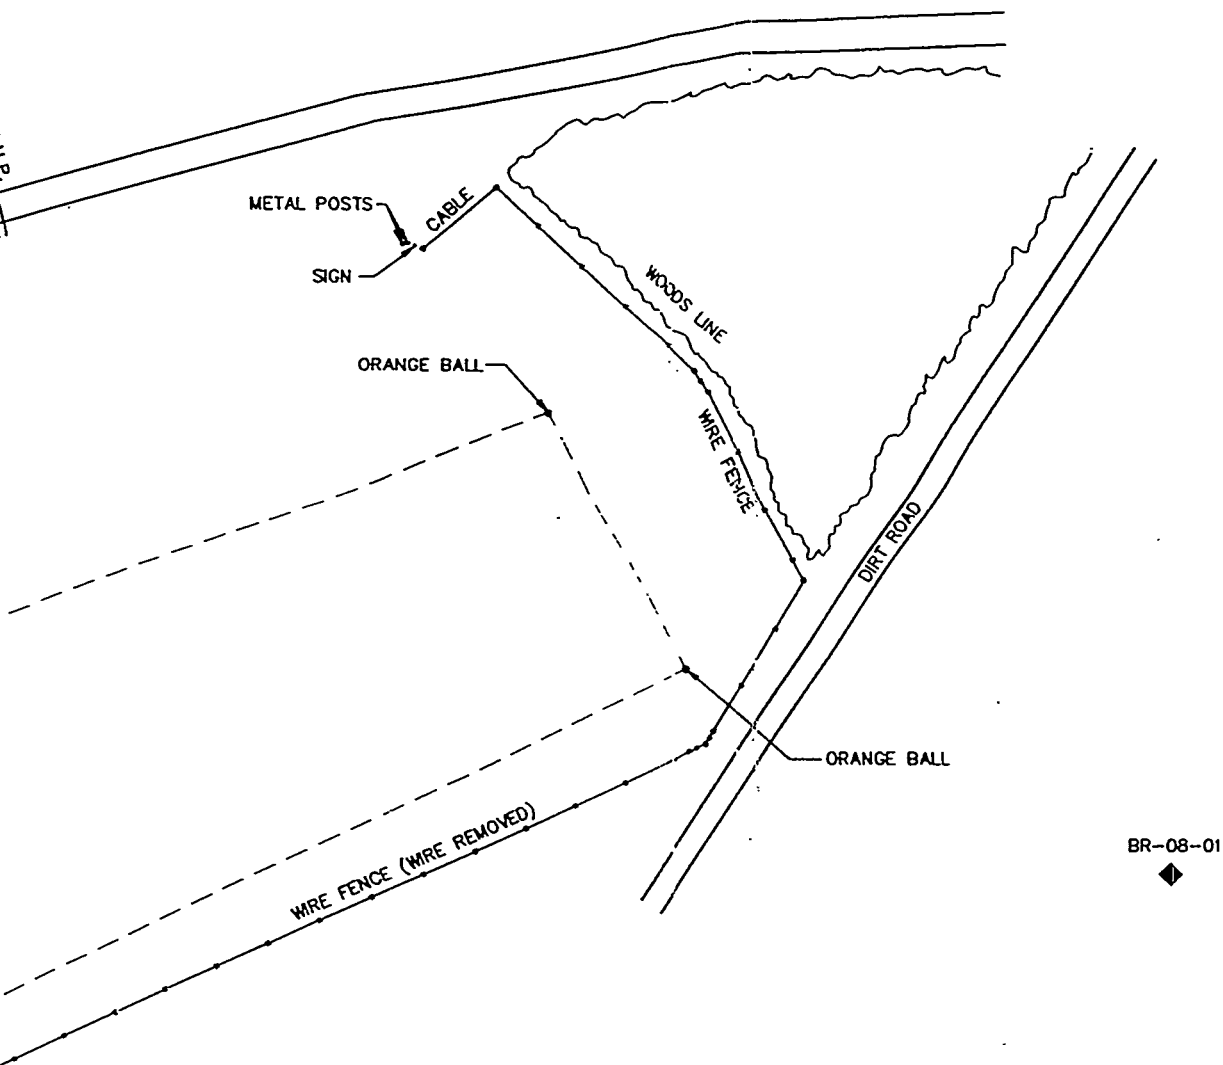 METAL POSTS
CABLE
SIGN
WOODS LINE
ORANGE BALL
WIRE FENCE
DIRT ROAD
ORANGE BALL
WIRE FENCE (WIRE REMOVED)
BR-08-01